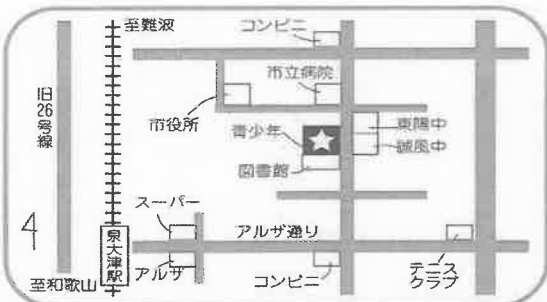 至難波
コンビニ
旧26号線
市立病院
市役所
東陽中
青少年
誠風中
図書館
スーパー
アルザ通り
泉大津駅
アルザ
コンビニ
テニスクラブ
至和歌山